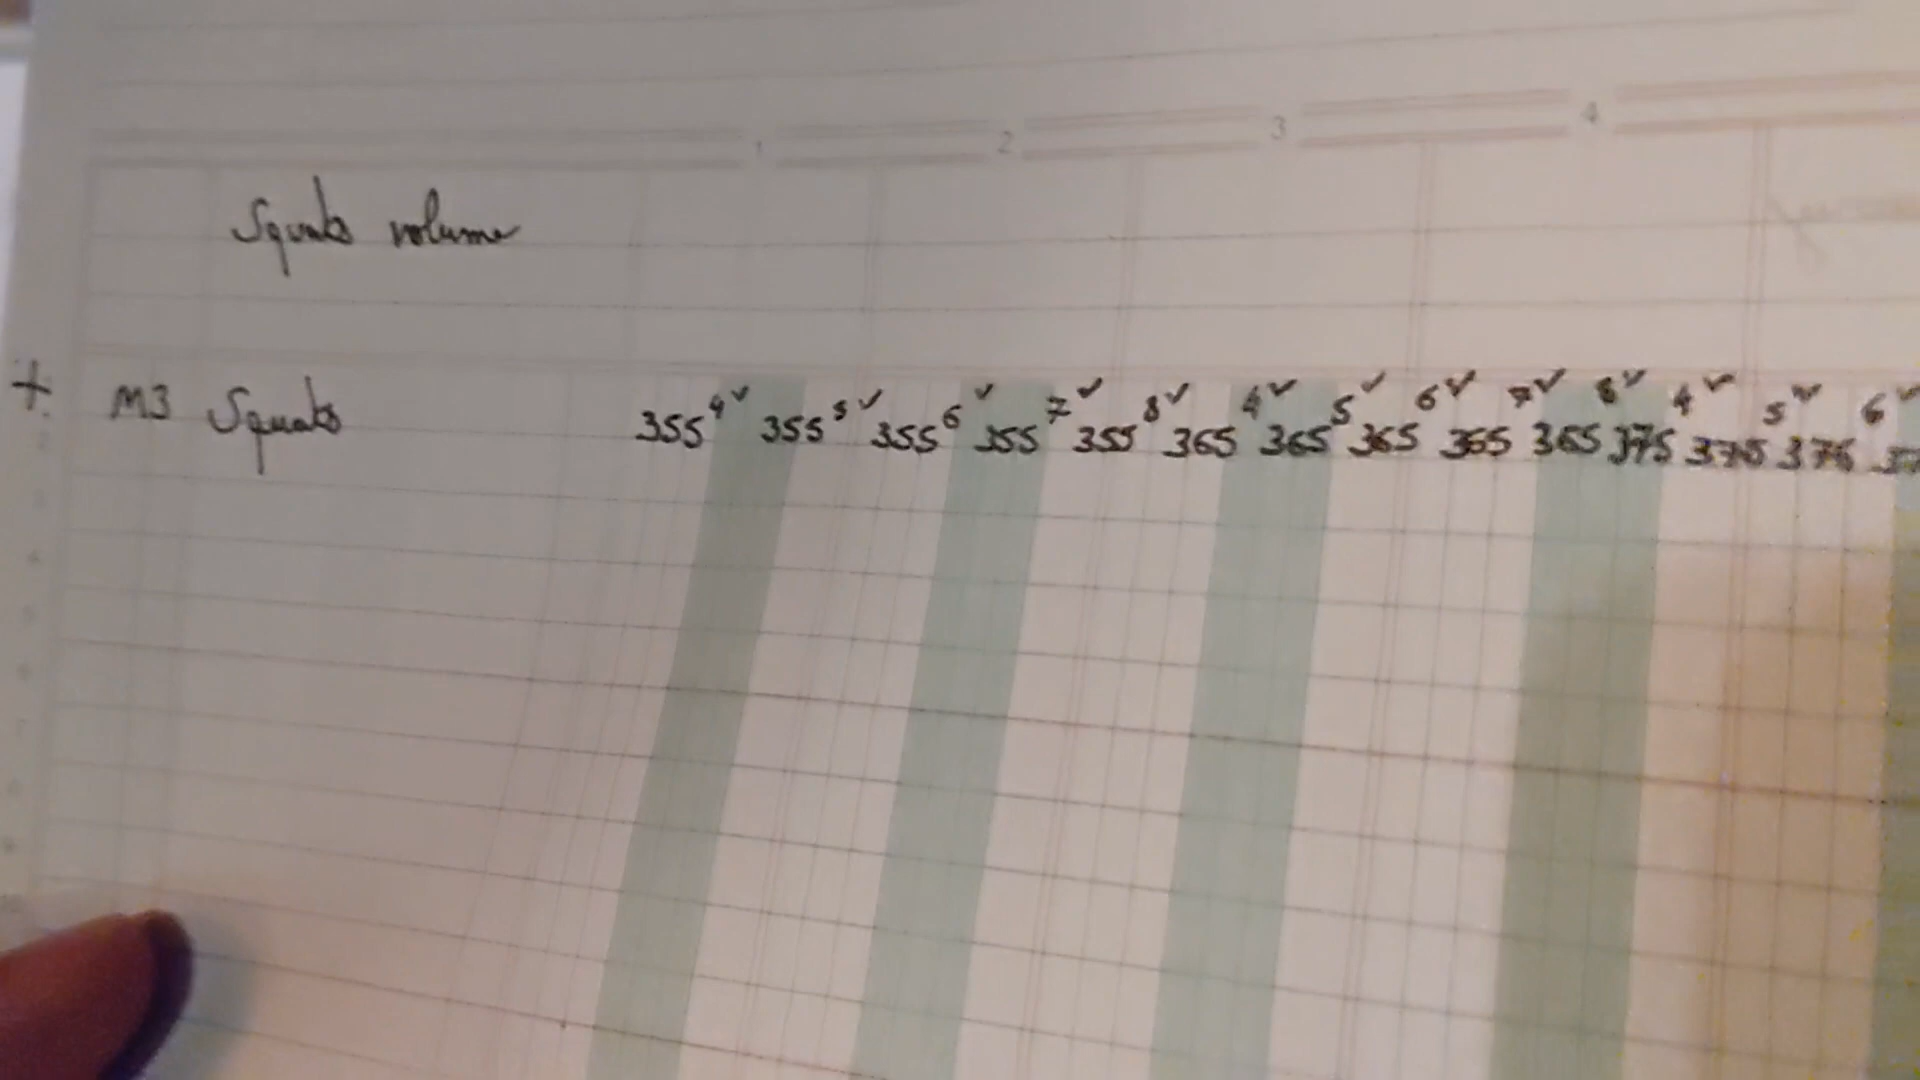 1 2 3 4
Squats volume
+ M3 Squats 355⁴✓ 355⁵✓ 355⁶✓ 355⁷✓ 355⁸✓ 365⁴✓ 365⁵✓ 365⁶✓ 365⁷✓ 365⁸✓ 375⁴✓ 375⁵✓ 375⁶✓